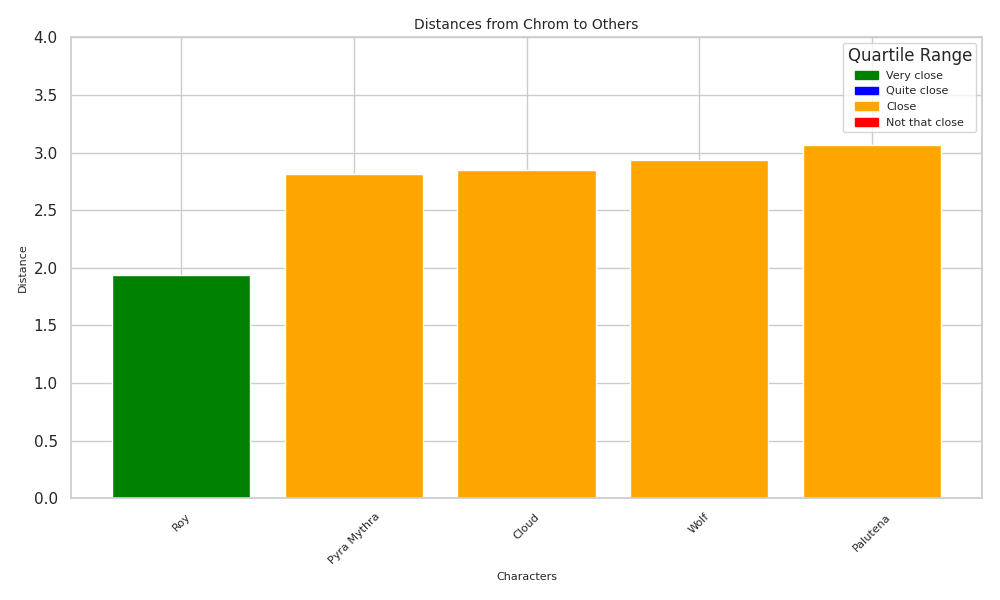 Distances from Chrom to Others
4.0
3.5
3.0
2.5
2.0
1.5
1.0
0.5
0.0
Distance
Quartile Range
Very close
Quite close
Close
Not that close
Roy
Pyra Mythra
Cloud
Wolf
Palutena
Characters